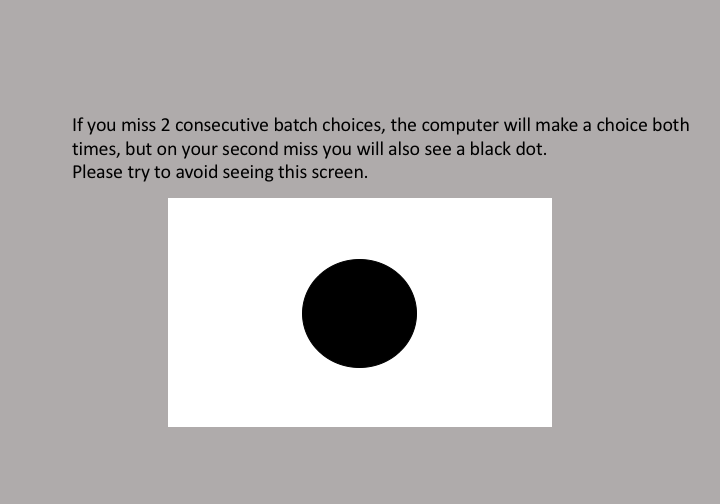 If you miss 2 consecutive batch choices, the computer will make a choice both
times, but on your second miss you will also see a black dot.
Please try to avoid seeing this screen.